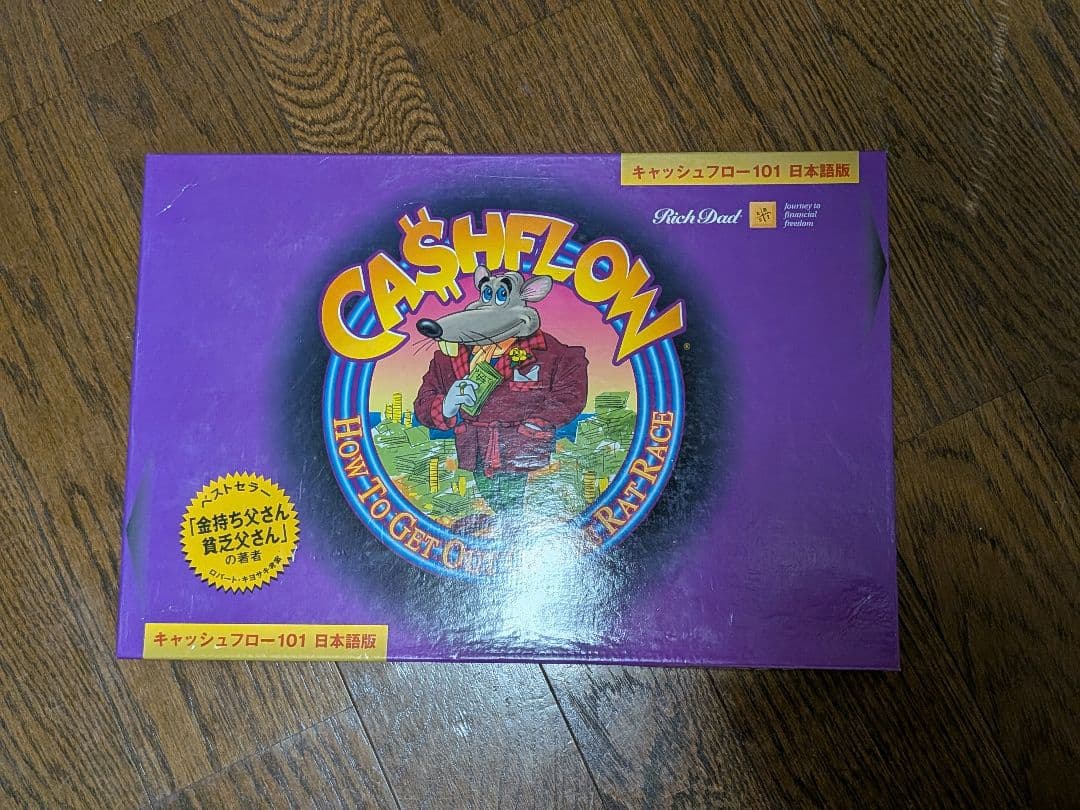 キャッシュフロー101 日本語版
Rich Dad
Journey to
financial
freedom
CA$HFLOW
®
HOW TO GET RAT RACE
ベストセラー
「金持ち父さん
貧乏父さん」
の著者
ロバート・キヨサキ考案
キャッシュフロー101 日本語版